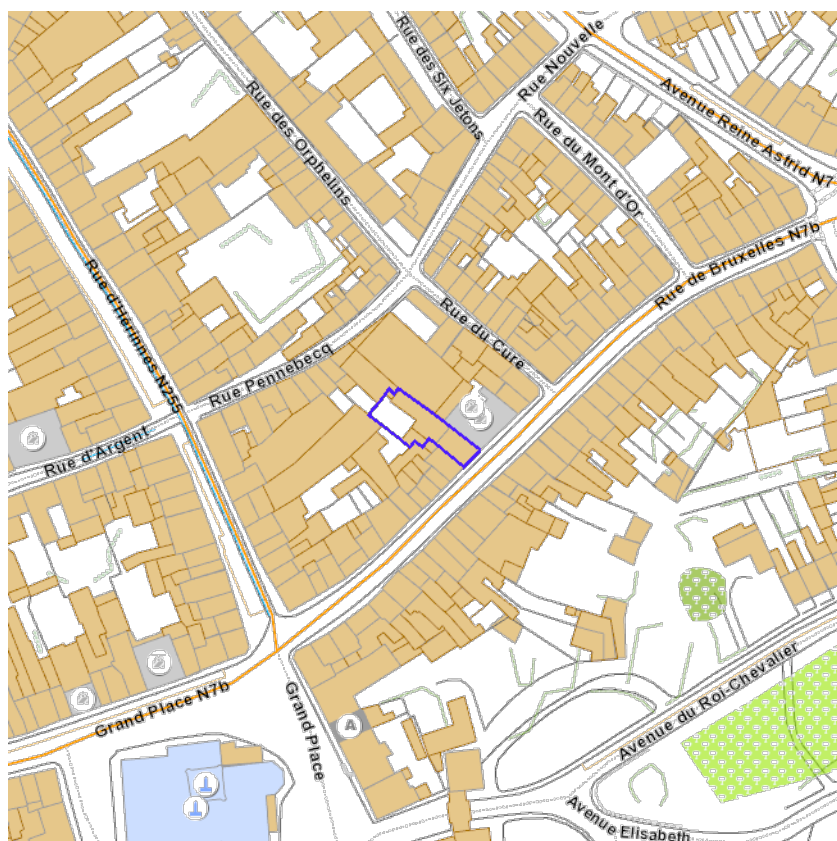 Rue des Six Jetons
Rue Nouvelle
Avenue Reine Astrid N7
Rue des Orphelins
Rue du Mont d'Or
Rue de Bruxelles N7b
Rue d'Hérinnes N255
Rue du Cure
Rue Pennebecq
Rue d'Argent
Grand Place N7b
Grand Place
A
Avenue du Roi-Chevalier
Avenue Elisabeth